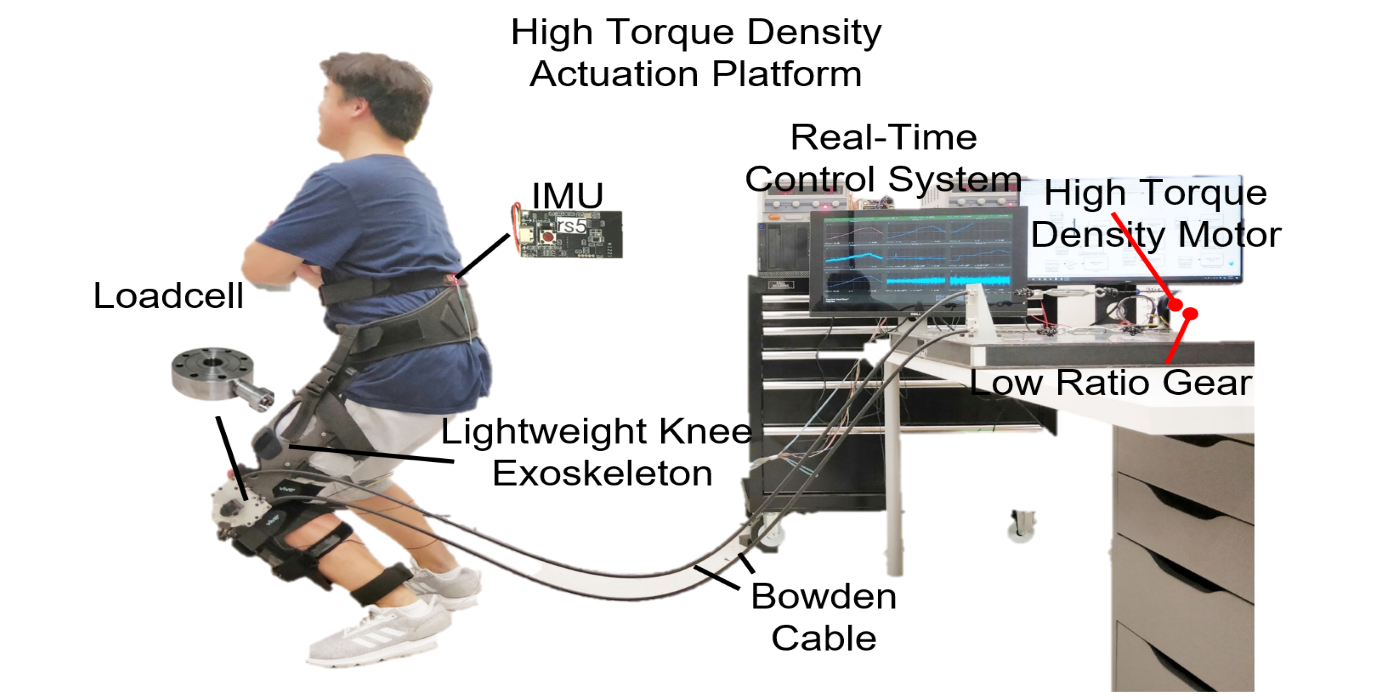 High Torque Density
Actuation Platform
Real-Time
Control System
High Torque
Density Motor
IMU
rs5
Loadcell
Low Ratio Gear
Lightweight Knee
Exoskeleton
Bowden
Cable
DELL